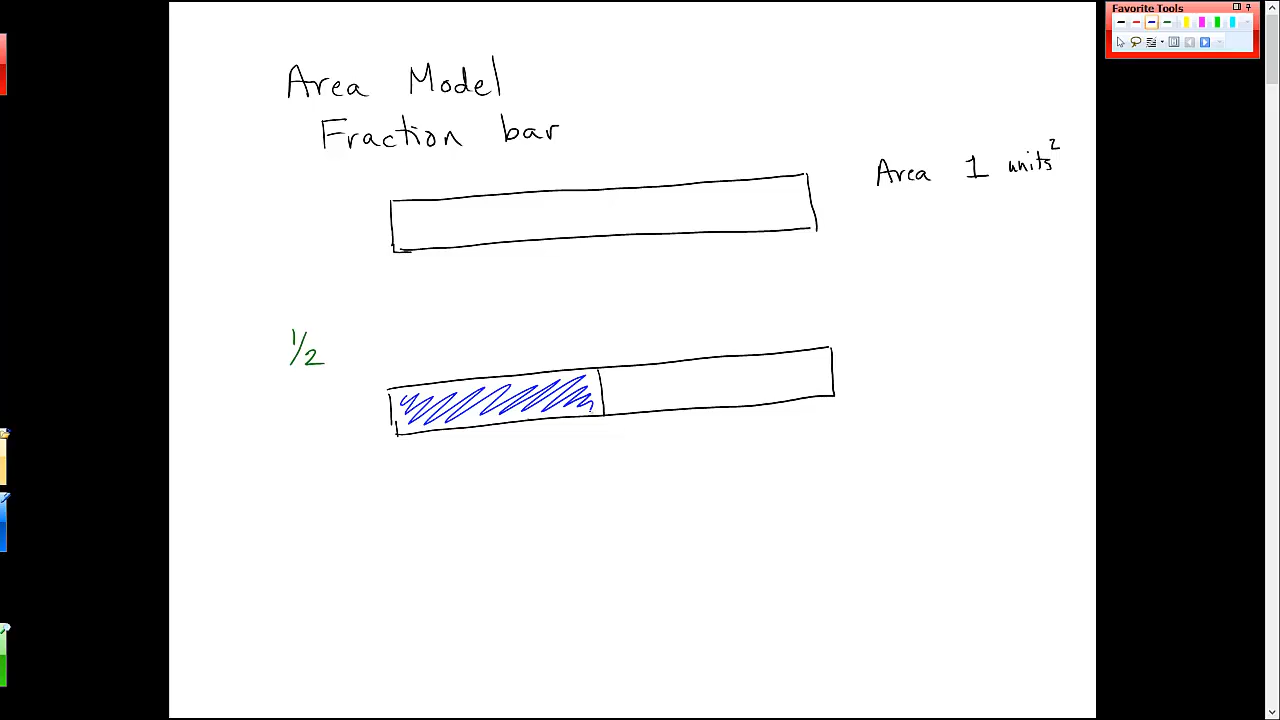 Favorite Tools
Area Model
Fraction bar
Area 1 units²
1/2